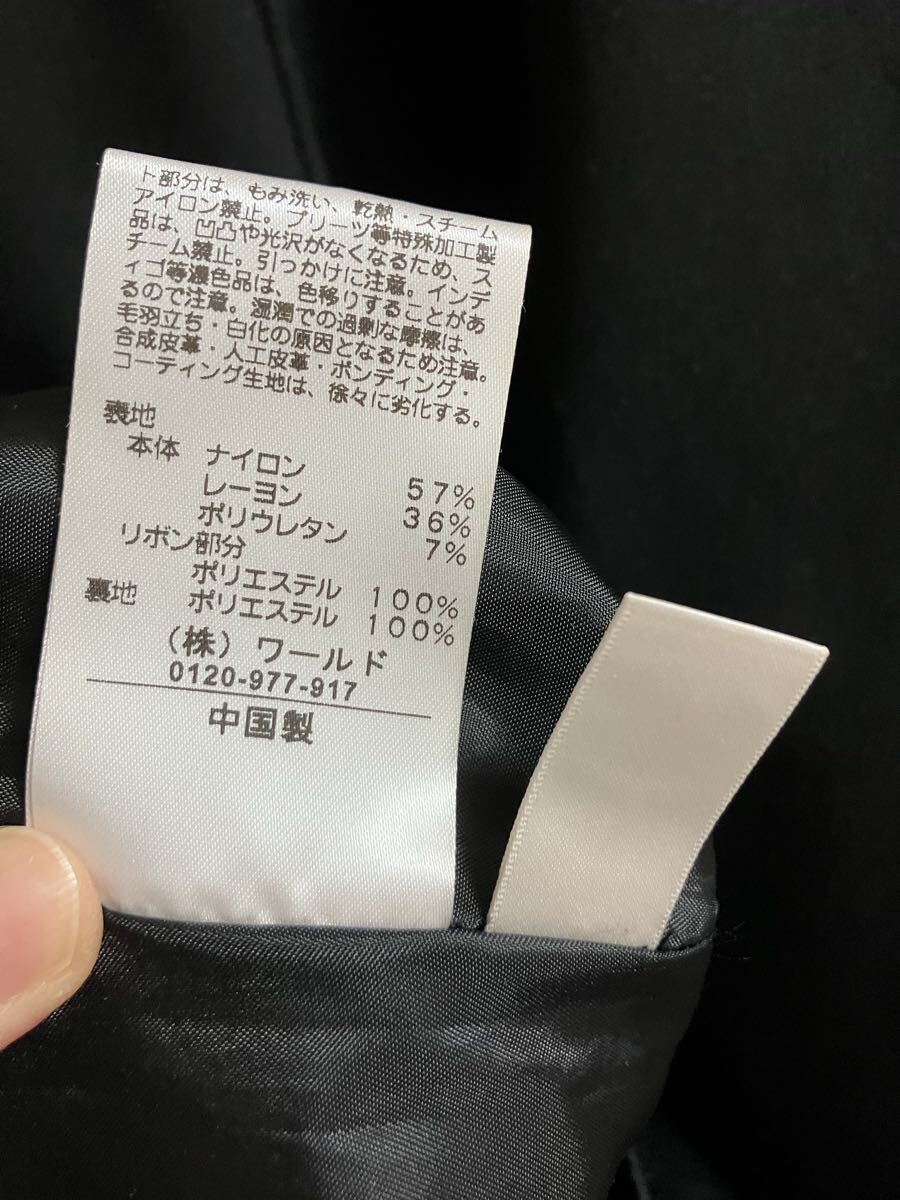 ト部分は、もみ洗い、乾熱・スチーム
アイロン禁止。プリーツ等特殊加工製
品は、凹凸や光沢がなくなるため、ス
チーム禁止。引っかけに注意。インデ
ィゴ等濃色品は、色移りすることがあ
るので注意。湿潤での過剰な摩擦は、
毛羽立ち・白化の原因となるため注意。
合成皮革・人工皮革・ボンディング・
コーティング生地は、徐々に劣化する。
表地
本体 ナイロン 57%
レーヨン 36%
ポリウレタン 7%
リボン部分
ポリエステル 100%
裏地 ポリエステル 100%
(株)ワールド
0120-977-917
中国製